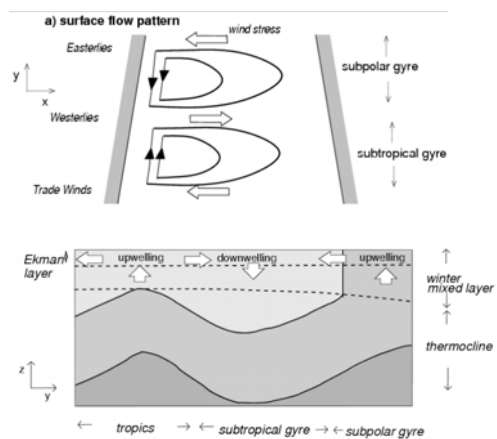 a) surface flow pattern
wind stress
Easterlies
subpolar gyre
y
x
Westerlies
subtropical gyre
Trade Winds
Ekman
layer
upwelling
downwelling
upwelling
winter
mixed layer
thermocline
z
y
tropics
subtropical gyre
subpolar gyre